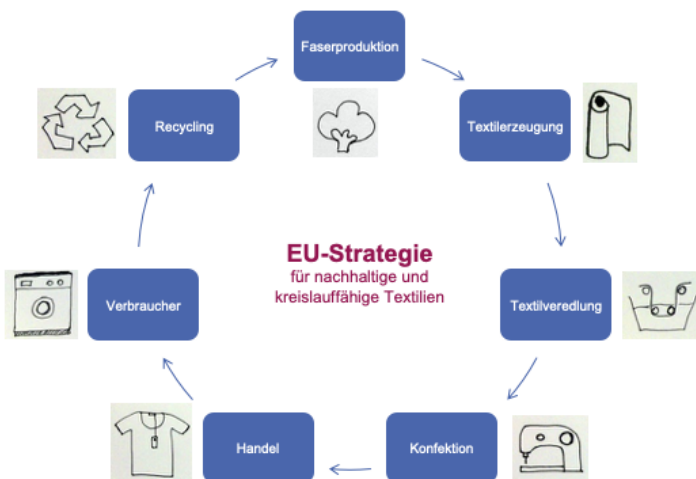 Faserproduktion
Textilerzeugung
Textilveredlung
Konfektion
Handel
Verbraucher
Recycling
EU-Strategie
für nachhaltige und
kreislauffähige Textilien